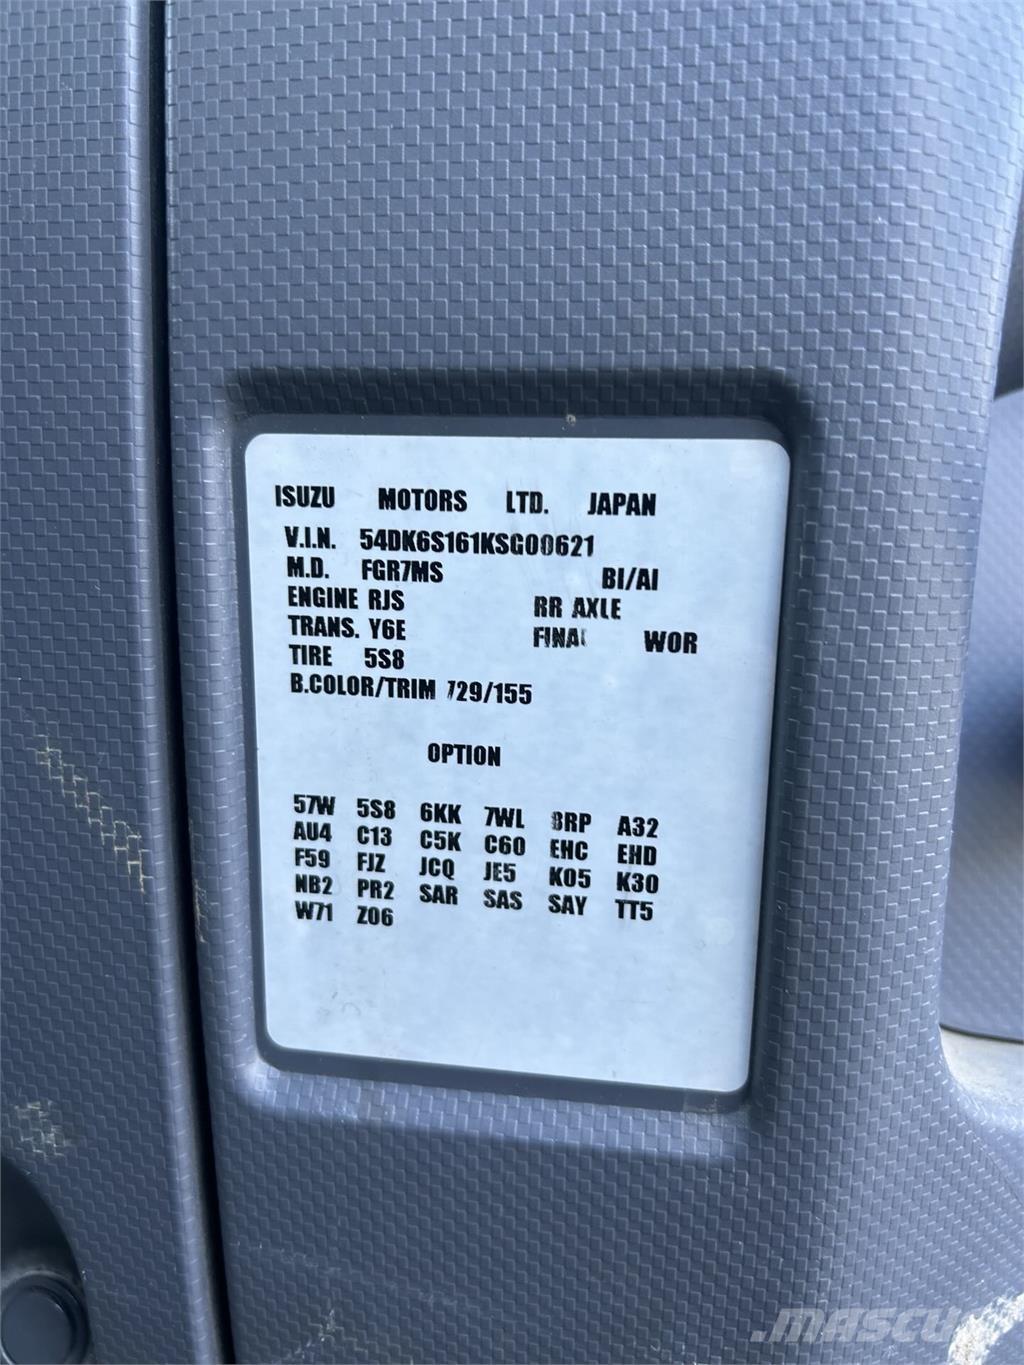 ISUZU MOTORS LTD. JAPAN
V.I.N. 54DK6S161KSG00621
M.D. FGR7MS BI/AI
ENGINE RJS RR AXLE
TRANS. Y6E FINAL WOR
TIRE 5S8
B.COLOR/TRIM 729/155
OPTION
57W 5S8 6KK 7WL 8RP A32
AU4 C13 C5K C60 EHC EHD
F59 FJZ JCQ JE5 K05 K30
NB2 PR2 SAR SAS SAY TT5
W71 Z06
MASCUS